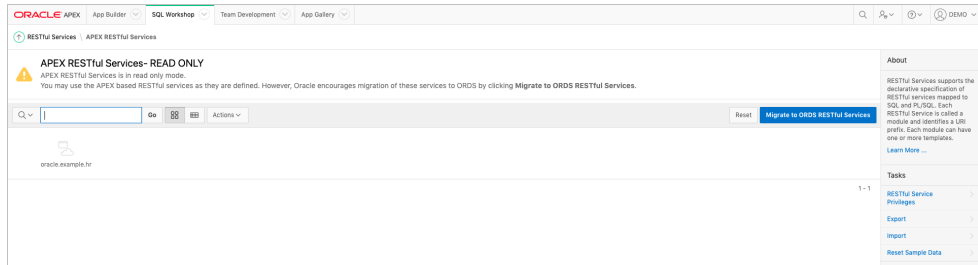 ORACLE APEX App Builder SQL Workshop Team Development App Gallery DEMO
RESTful Services \ APEX RESTful Services
APEX RESTful Services- READ ONLY
APEX RESTful Services is in read only mode.
You may use the APEX based RESTful services as they are defined. However, Oracle encourages migration of these services to ORDS by clicking Migrate to ORDS RESTful Services.
Go Actions Reset Migrate to ORDS RESTful Services
oracle.example.hr
1 - 1
About
RESTful Services supports the
declarative specification of
RESTful services mapped to
SQL and PL/SQL. Each
RESTful Service is called a
module and identifies a URI
prefix. Each module can have
one or more templates.
Learn More ...
Tasks
RESTful Service
Privileges
Export
Import
Reset Sample Data